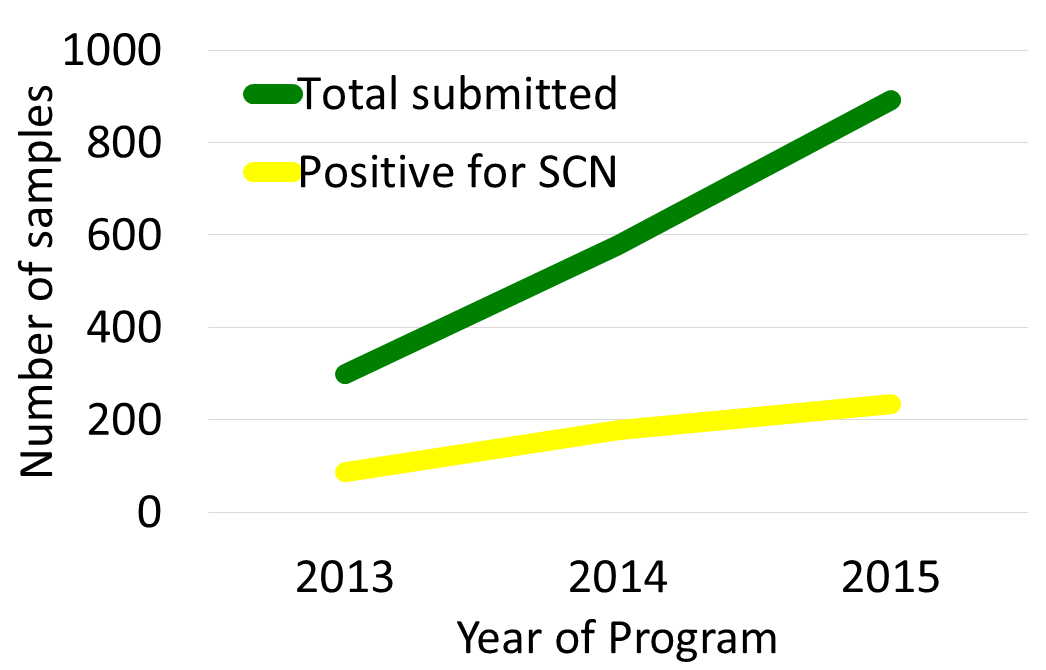 1000
800
600
400
200
0
Number of samples
Total submitted
Positive for SCN
2013 2014 2015
Year of Program